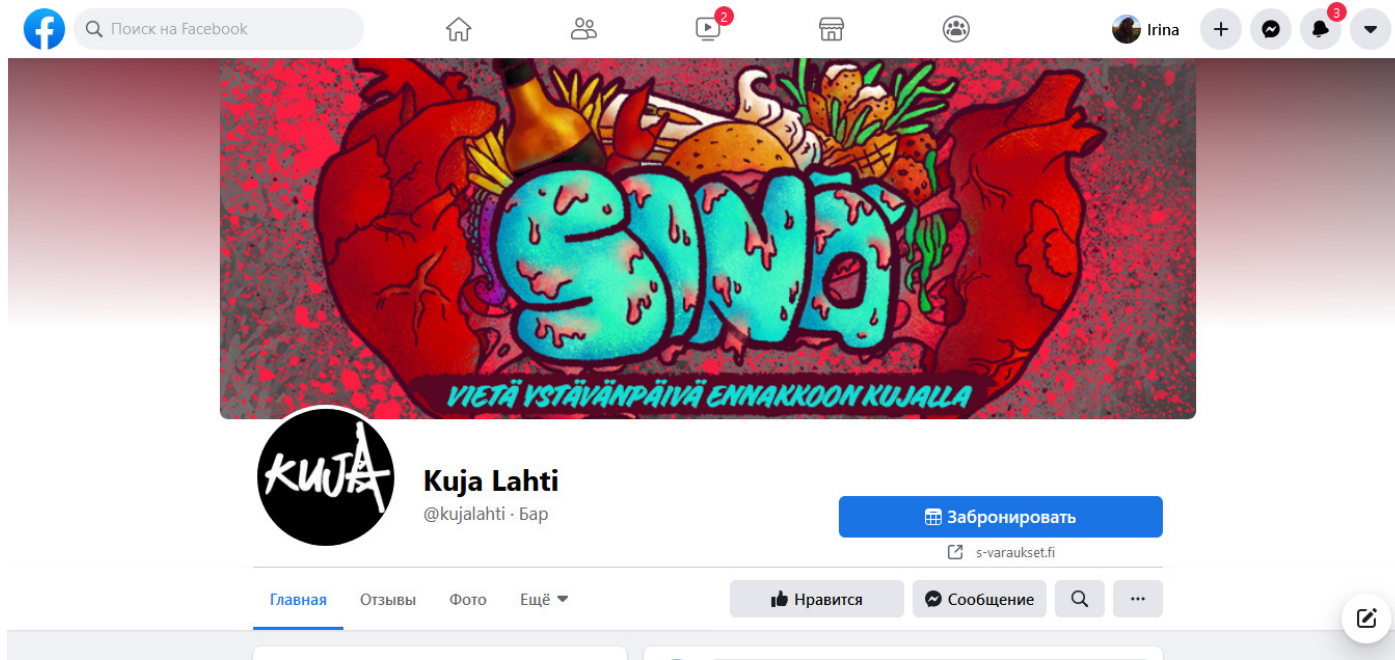 Поиск на Facebook
2
Irina
3
SINÄ
VIETÄ YSTÄVÄNPÄIVÄ ENNAKKOON KUJALLA
KUJA
Kuja Lahti
@kujalahti · Бар
Забронировать
s-varaukset.fi
Главная Отзывы Фото Ещё
Нравится Сообщение